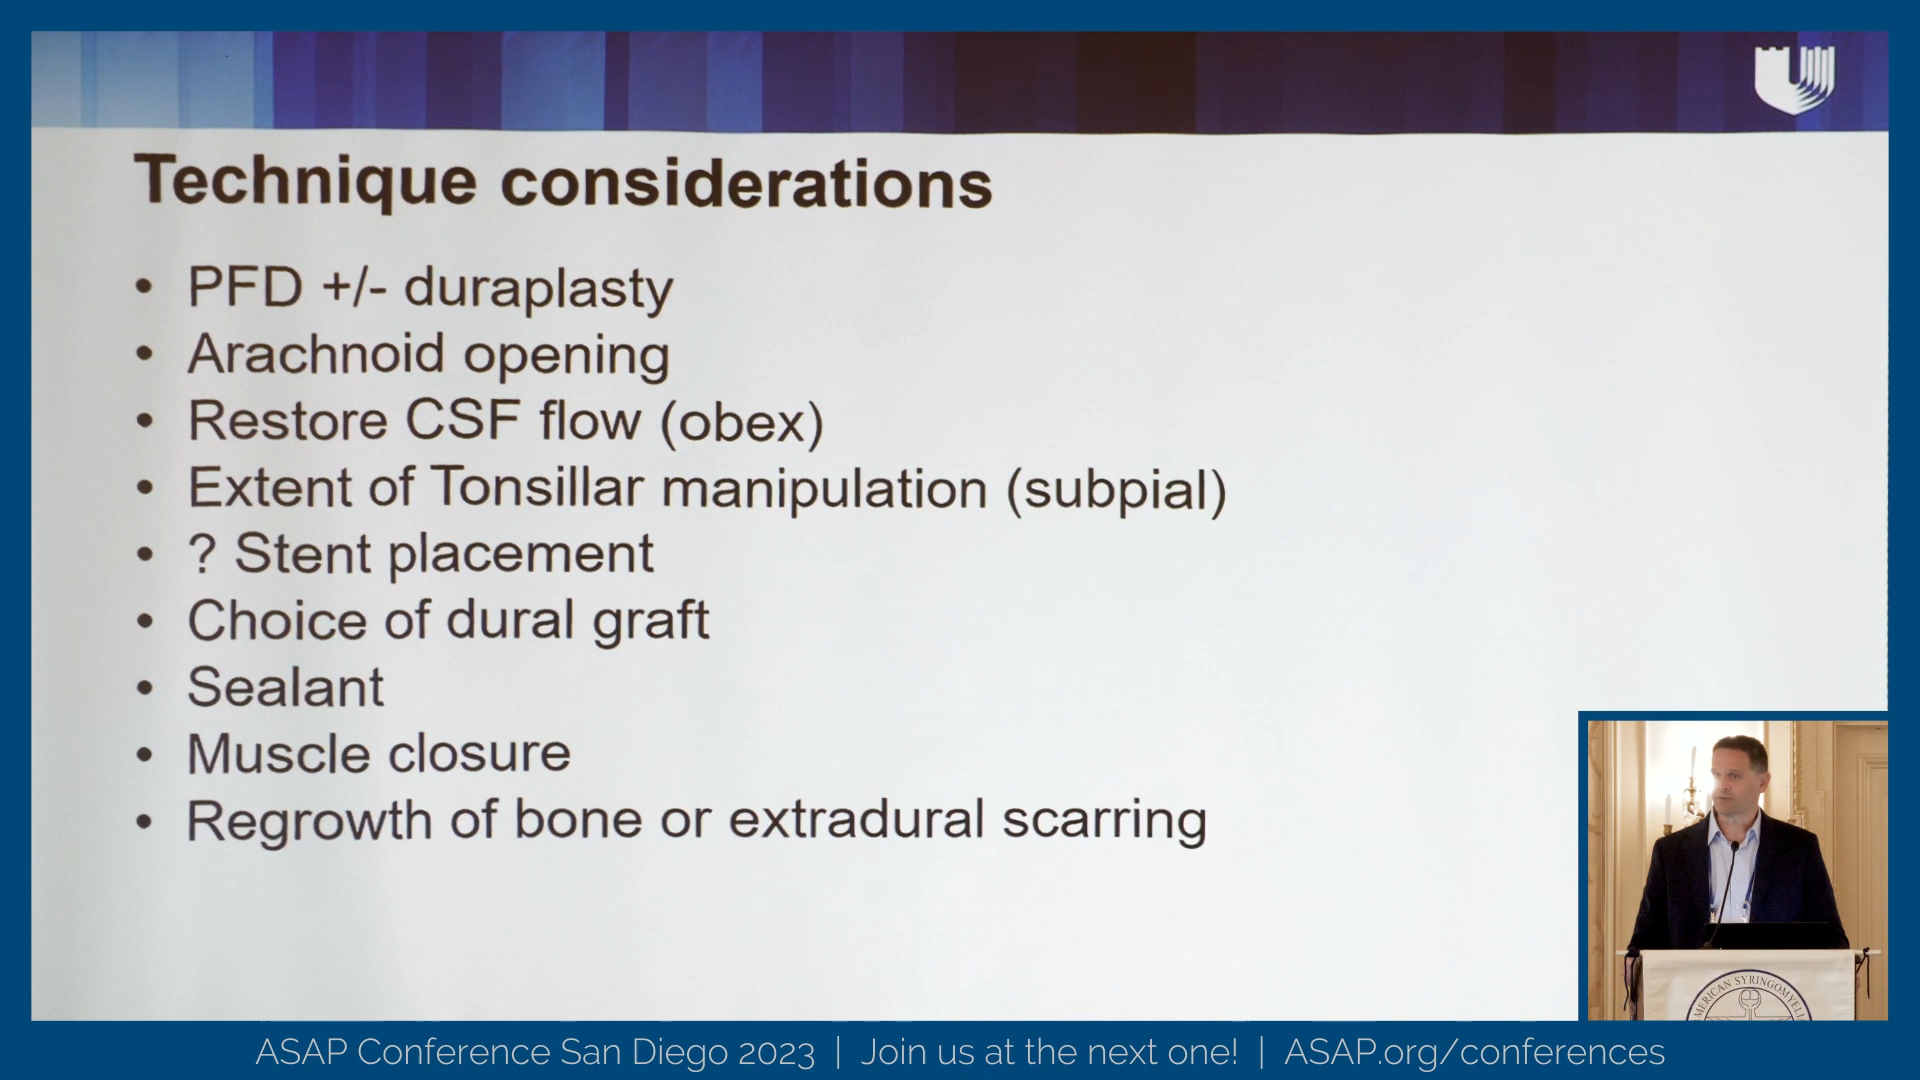 Technique considerations
• PFD +/- duraplasty
• Arachnoid opening
• Restore CSF flow (obex)
• Extent of Tonsillar manipulation (subpial)
• ? Stent placement
• Choice of dural graft
• Sealant
• Muscle closure
• Regrowth of bone or extradural scarring
AMERICAN SYRINGOMYELI
ASAP Conference San Diego 2023 | Join us at the next one! | ASAP.org/conferences